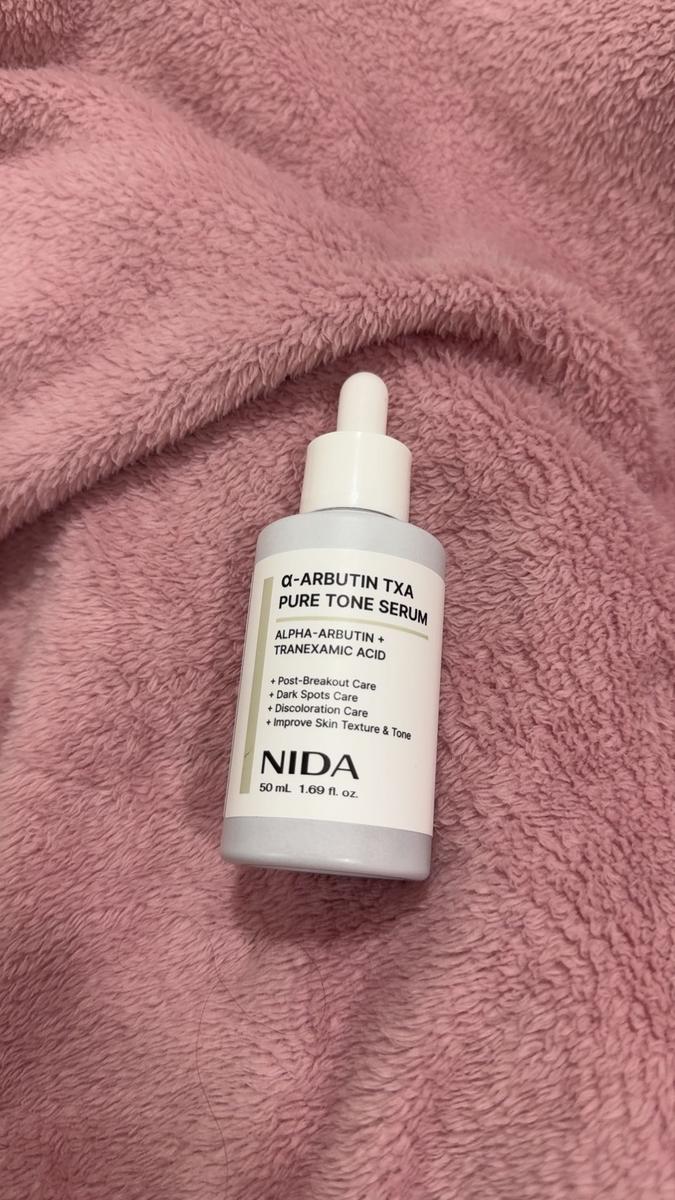 α-ARBUTIN TXA
PURE TONE SERUM
ALPHA-ARBUTIN +
TRANEXAMIC ACID
+ Post-Breakout Care
+ Dark Spots Care
+ Discoloration Care
+ Improve Skin Texture & Tone
NIDA
50 mL 1.69 fl. oz.